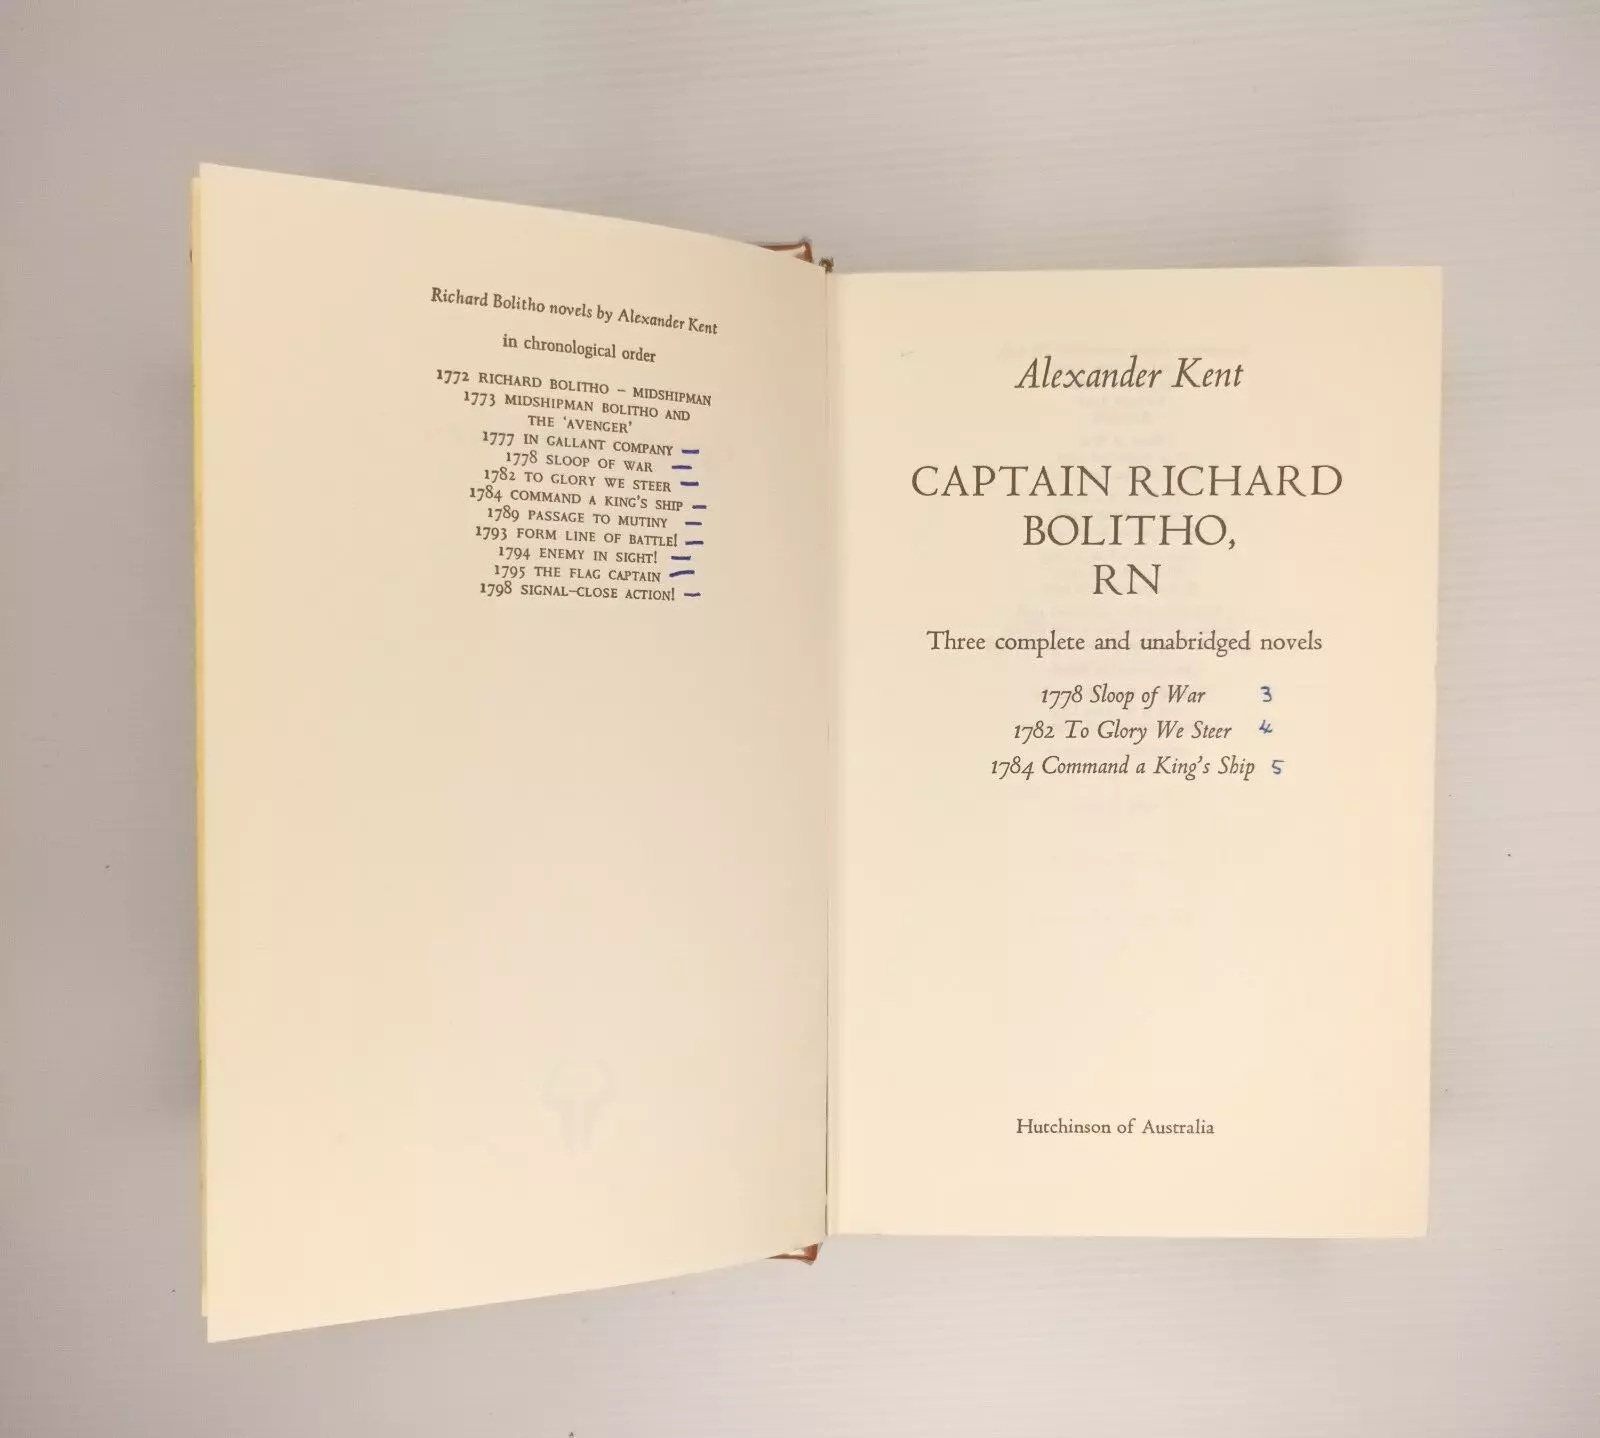 Richard Bolitho novels by Alexander Kent
in chronological order
1772 RICHARD BOLITHO – MIDSHIPMAN
1773 MIDSHIPMAN BOLITHO AND
THE 'AVENGER'
1777 IN GALLANT COMPANY –
1778 SLOOP OF WAR –
1782 TO GLORY WE STEER –
1784 COMMAND A KING'S SHIP –
1789 PASSAGE TO MUTINY –
1793 FORM LINE OF BATTLE! –
1794 ENEMY IN SIGHT! –
1795 THE FLAG CAPTAIN –
1798 SIGNAL–CLOSE ACTION! –
Alexander Kent
CAPTAIN RICHARD
BOLITHO,
RN
Three complete and unabridged novels
1778 Sloop of War 3
1782 To Glory We Steer 4
1784 Command a King's Ship 5
Hutchinson of Australia